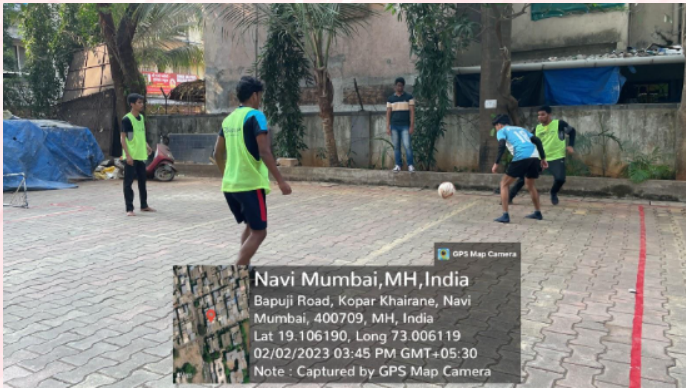 GPS Map Camera
Navi Mumbai,MH,India
Bapuji Road, Kopar Khairane, Navi
Mumbai, 400709, MH, India
Lat 19.106190, Long 73.006119
02/02/2023 03:45 PM GMT+05:30
Note : Captured by GPS Map Camera